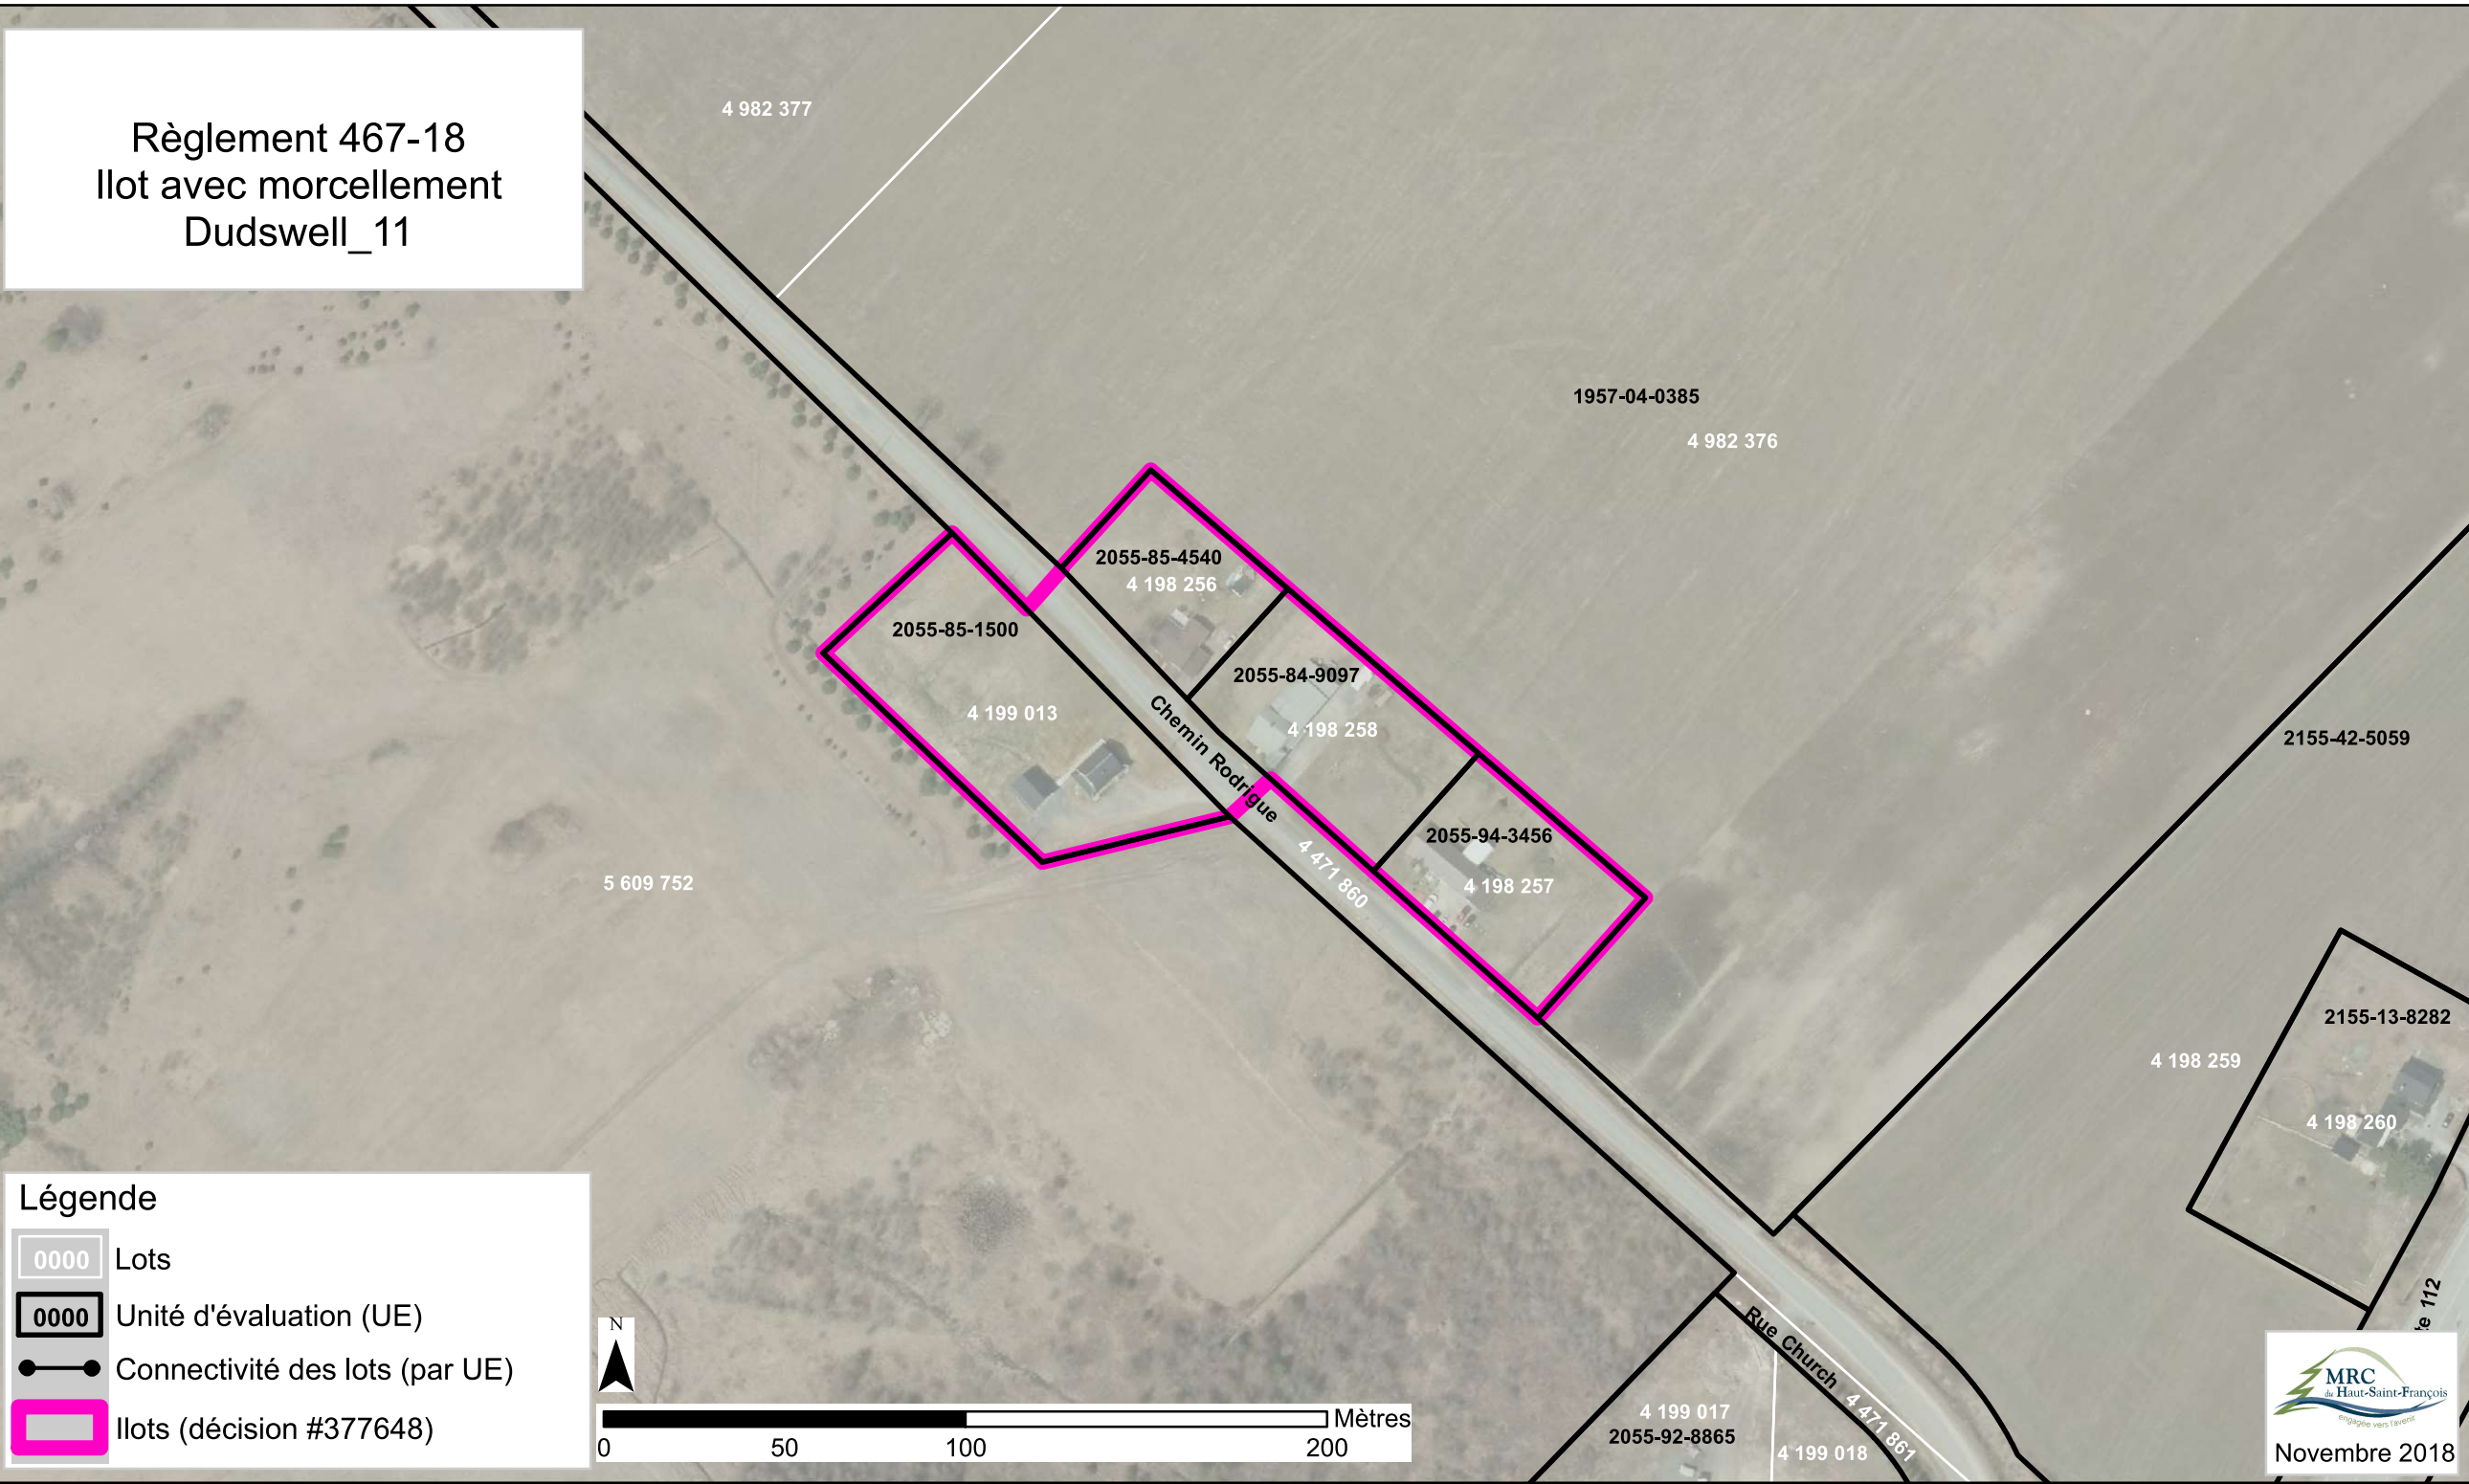 Règlement 467-18
Ilot avec morcellement
Dudswell_11
4 982 377
1957-04-0385
4 982 376
2055-85-4540
4 198 256
2055-85-1500
2055-84-9097
4 199 013
4 198 258
Chemin Rodrigue
2155-42-5059
2055-94-3456
4 471 860
4 198 257
5 609 752
2155-13-8282
4 198 259
4 198 260
te 112
Rue Church
4 471 861
4 199 017
2055-92-8865
4 199 018
Légende
0000 Lots
0000 Unité d'évaluation (UE)
Connectivité des lots (par UE)
Ilots (décision #377648)
N
Mètres
0 50 100 200
MRC
du Haut-Saint-François
engagée vers l'avenir
Novembre 2018